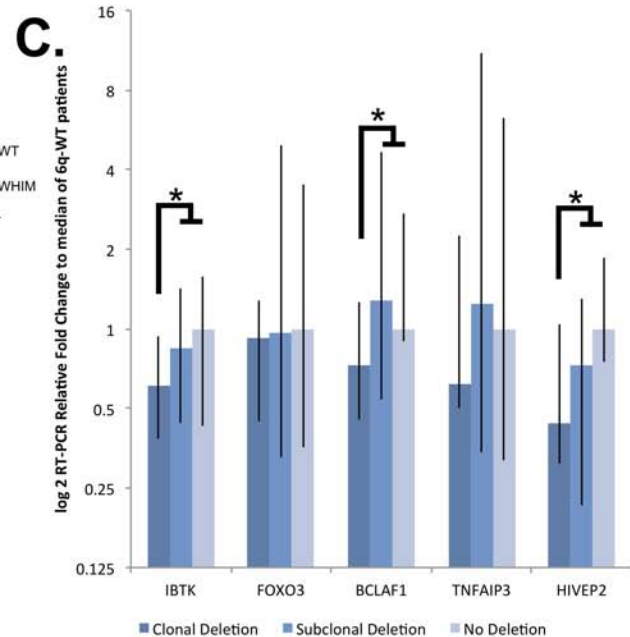 C.
log 2 RT-PCR Relative Fold Change to median of 6q-WT patients
16
8
4
2
1
0.5
0.25
0.125
WT
WHIM
*
*
*
IBTK FOXO3 BCLAF1 TNFAIP3 HIVEP2
Clonal Deletion Subclonal Deletion No Deletion